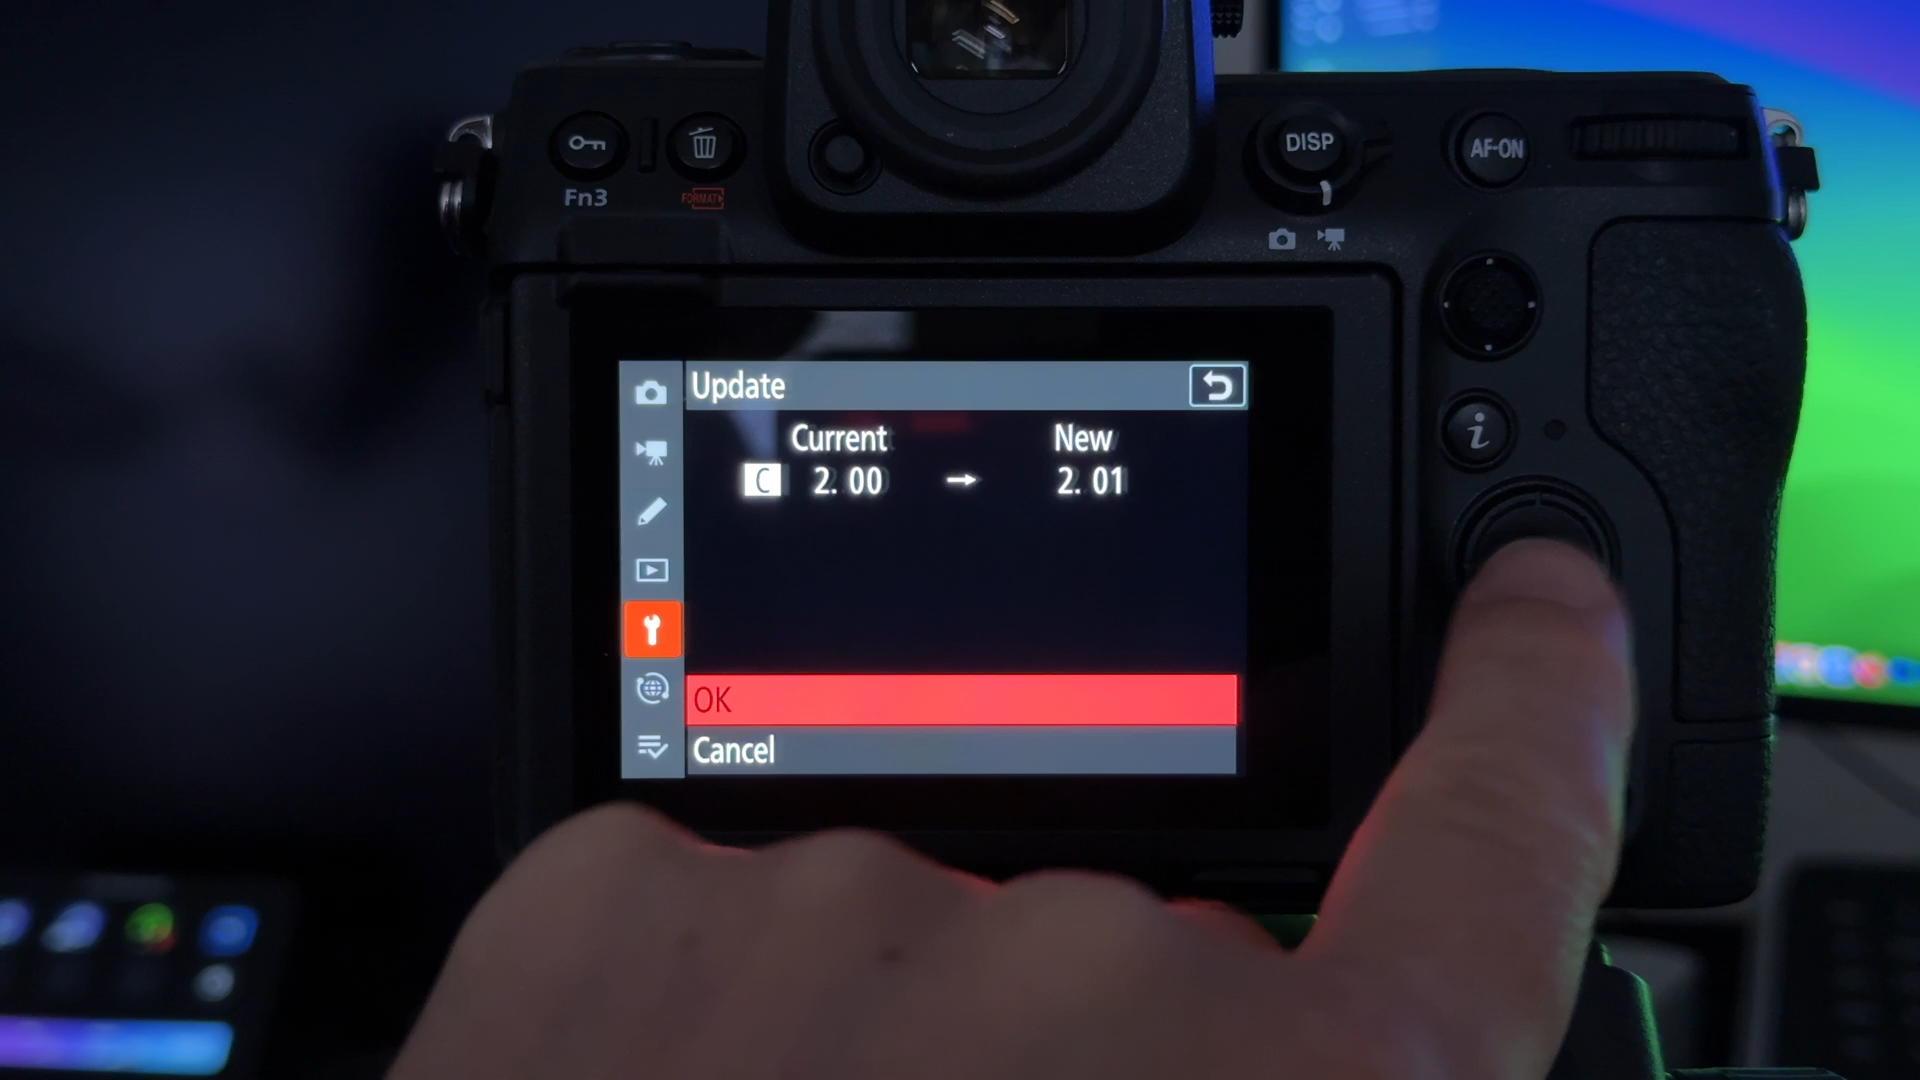 DISP
AF-ON
Fn3
FORMAT
i
Update
Current New
C 2.00 → 2.01
OK
Cancel